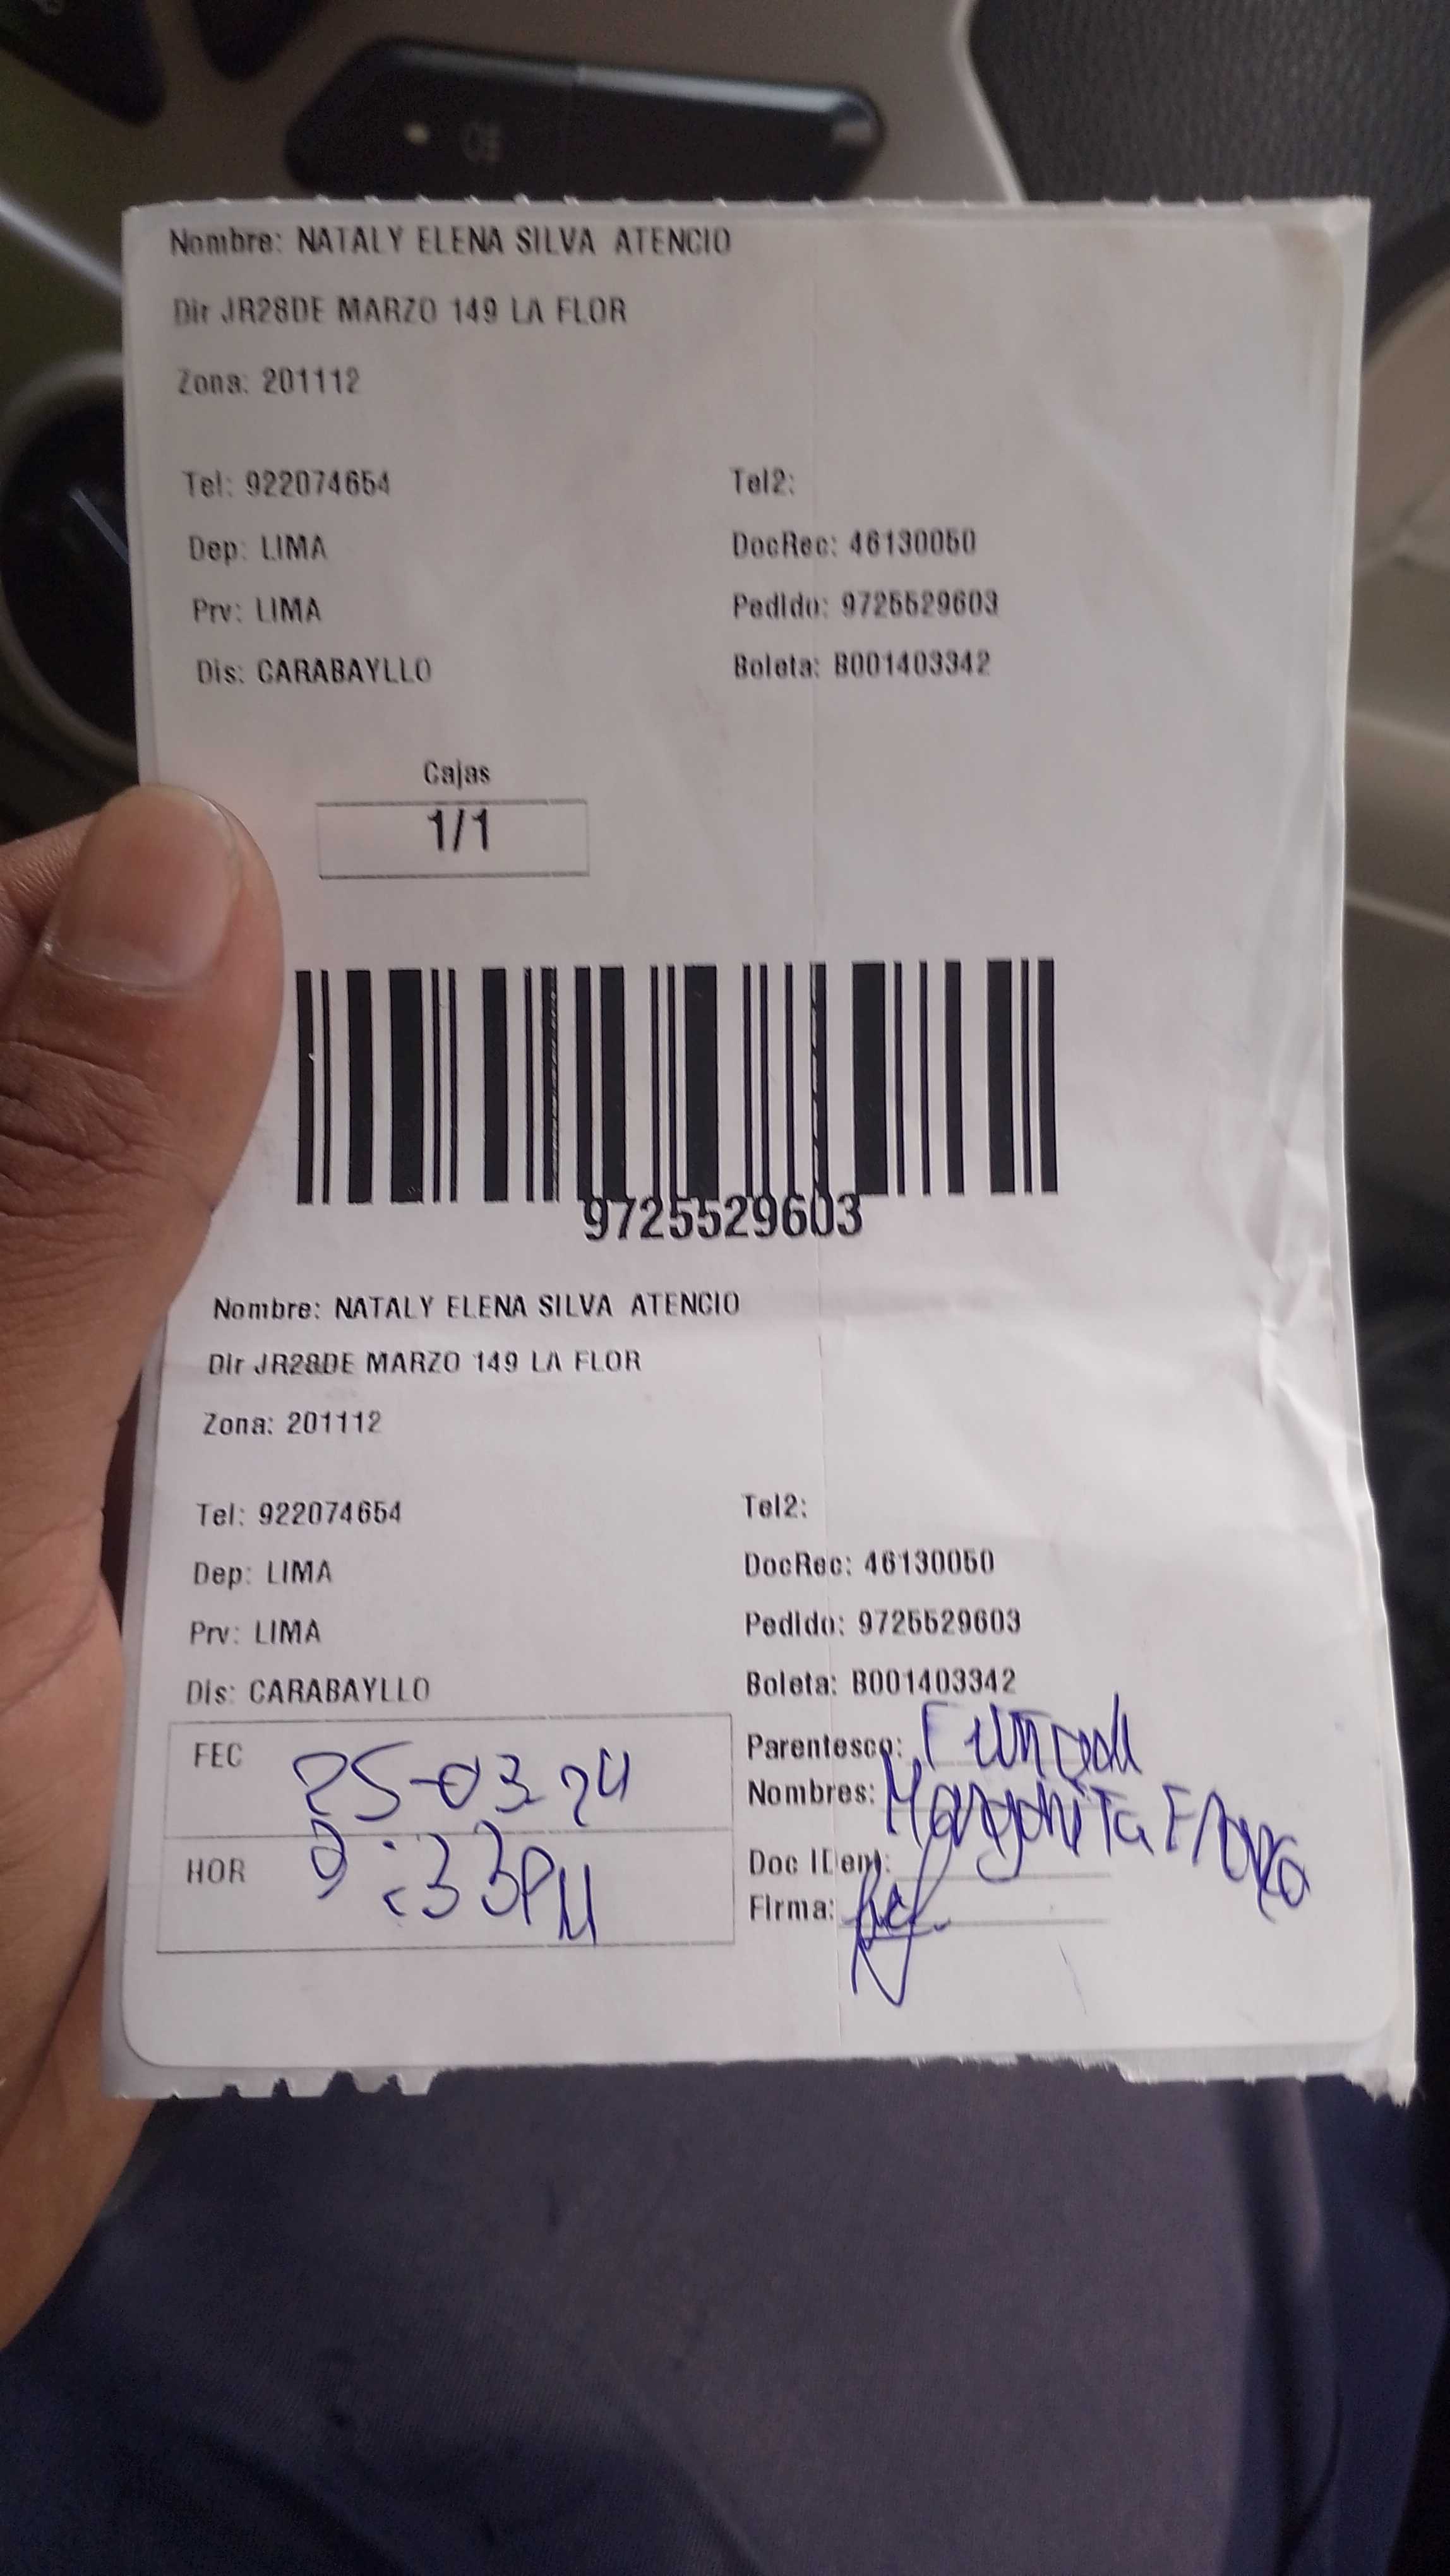 Nombre: NATALY ELENA SILVA ATENCIO
Dir JR28DE MARZO 149 LA FLOR
Zona: 201112
Tel: 922074654 Tel2:
Dep: LIMA DocRec: 46130050
Prv: LIMA Pedido: 9725529603
Dis: CARABAYLLO Boleta: B001403342
Cajas
1/1
9725529603
Nombre: NATALY ELENA SILVA ATENCIO
Dir JR28DE MARZO 149 LA FLOR
Zona: 201112
Tel: 922074654 Tel2:
Dep: LIMA DocRec: 46130050
Prv: LIMA Pedido: 9725529603
Dis: CARABAYLLO Boleta: B001403342
FEC 25-03-24 Parentesco:
Nombres: Margarita
HOR :33PM Doc IDent:
Firma: